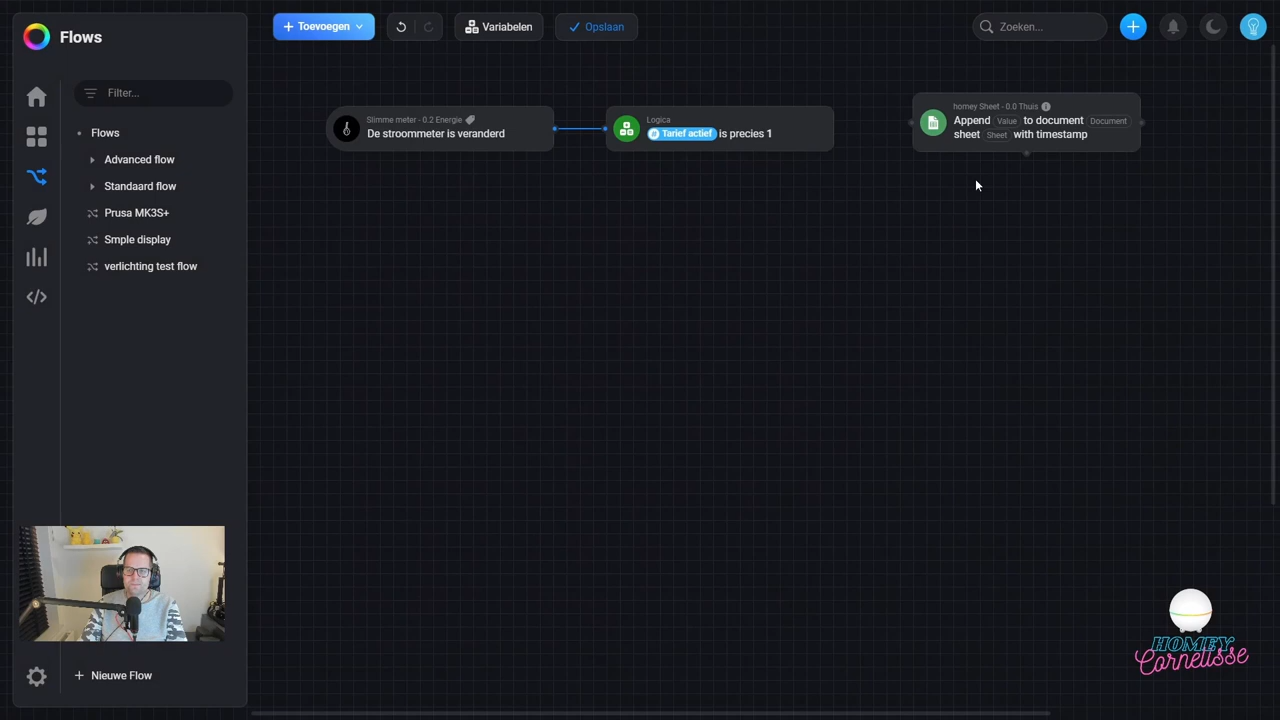 Flows
Toevoegen
Variabelen
Opslaan
Zoeken...
Filter...
Flows
Advanced flow
Standaard flow
Prusa MK3S+
Smple display
verlichting test flow
Slimme meter - 0.2 Energie
De stroommeter is veranderd
Logica
# Tarief actief is precies 1
homey Sheet - 0.0 Thuis
Append Value to document Document
sheet Sheet with timestamp
+ Nieuwe Flow
HOMEY
Cornelisse